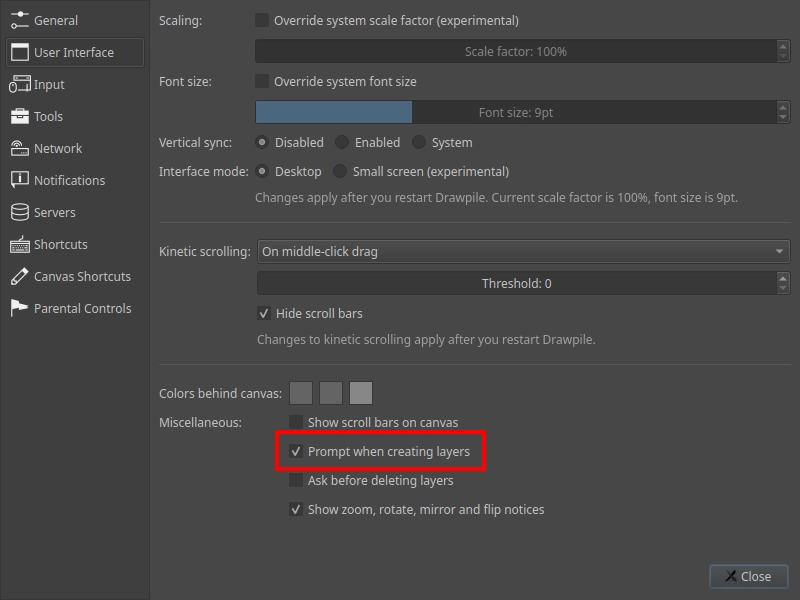 General
User Interface
Input
Tools
Network
Notifications
Servers
Shortcuts
Canvas Shortcuts
Parental Controls
Scaling: Override system scale factor (experimental)
Scale factor: 100%
Font size: Override system font size
Font size: 9pt
Vertical sync: Disabled Enabled System
Interface mode: Desktop Small screen (experimental)
Changes apply after you restart Drawpile. Current scale factor is 100%, font size is 9pt.
Kinetic scrolling: On middle-click drag
Threshold: 0
Hide scroll bars
Changes to kinetic scrolling apply after you restart Drawpile.
Colors behind canvas:
Miscellaneous: Show scroll bars on canvas
Prompt when creating layers
Ask before deleting layers
Show zoom, rotate, mirror and flip notices
Close